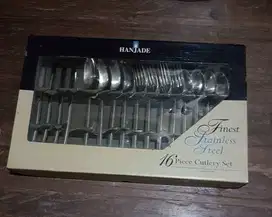 HANJADE
Finest
Stainless
Steel
16 Piece Cutlery Set